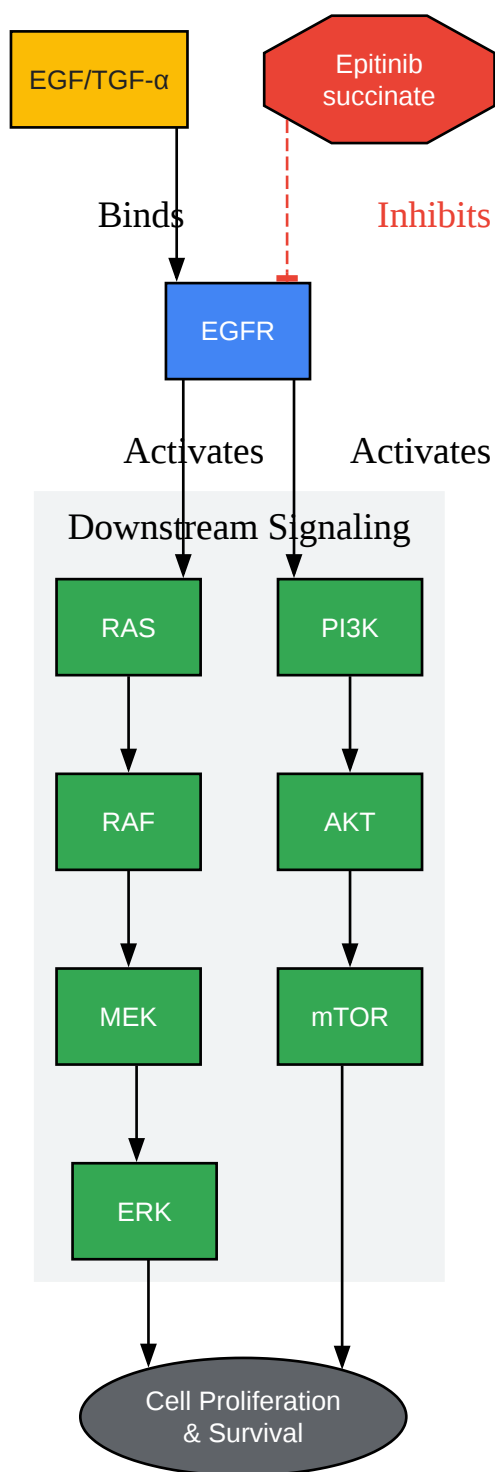 EGF/TGF-α
Epitinib
succinate
Binds
Inhibits
EGFR
Activates
Activates
Downstream Signaling
RAS
PI3K
RAF
AKT
MEK
mTOR
ERK
Cell Proliferation
& Survival